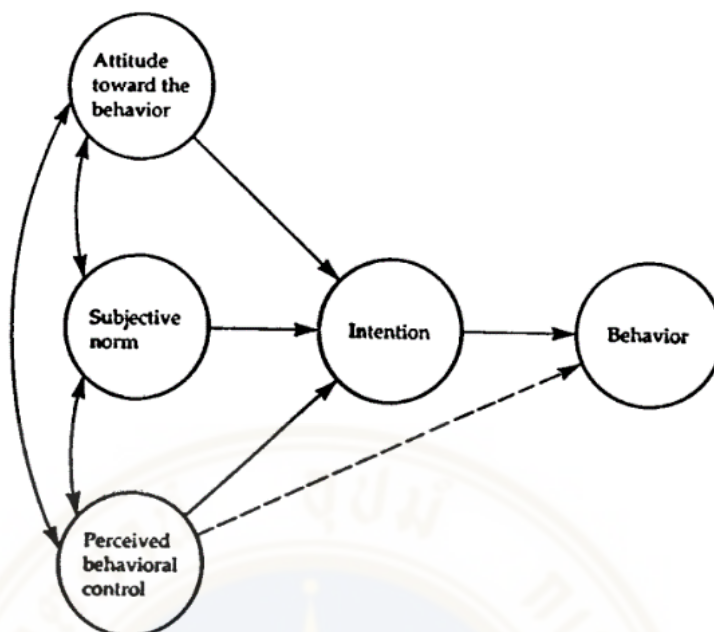 Attitude
toward the
behavior
Subjective
norm
Intention
Behavior
Perceived
behavioral
control